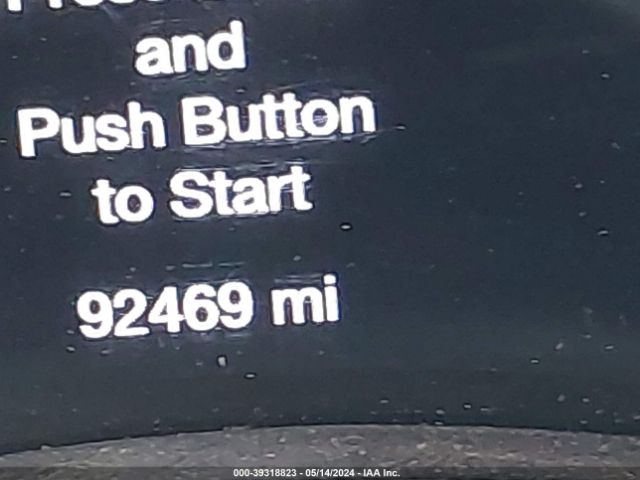 and
Push Button
to Start
92469 mi
000-39318823 - 05/14/2024 - IAA Inc.